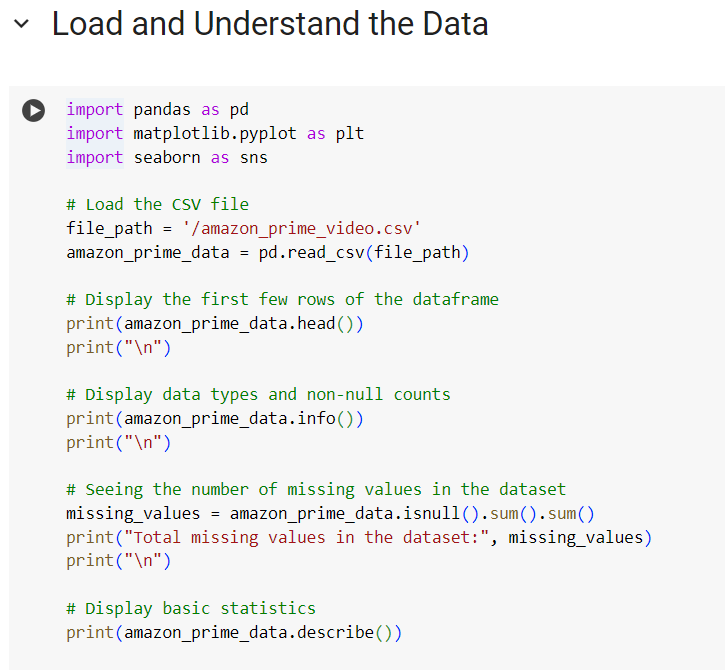 Load and Understand the Data
import pandas as pd
import matplotlib.pyplot as plt
import seaborn as sns
# Load the CSV file
file_path = '/amazon_prime_video.csv'
amazon_prime_data = pd.read_csv(file_path)
# Display the first few rows of the dataframe
print(amazon_prime_data.head())
print("\n")
# Display data types and non-null counts
print(amazon_prime_data.info())
print("\n")
# Seeing the number of missing values in the dataset
missing_values = amazon_prime_data.isnull().sum().sum()
print("Total missing values in the dataset:", missing_values)
print("\n")
# Display basic statistics
print(amazon_prime_data.describe())